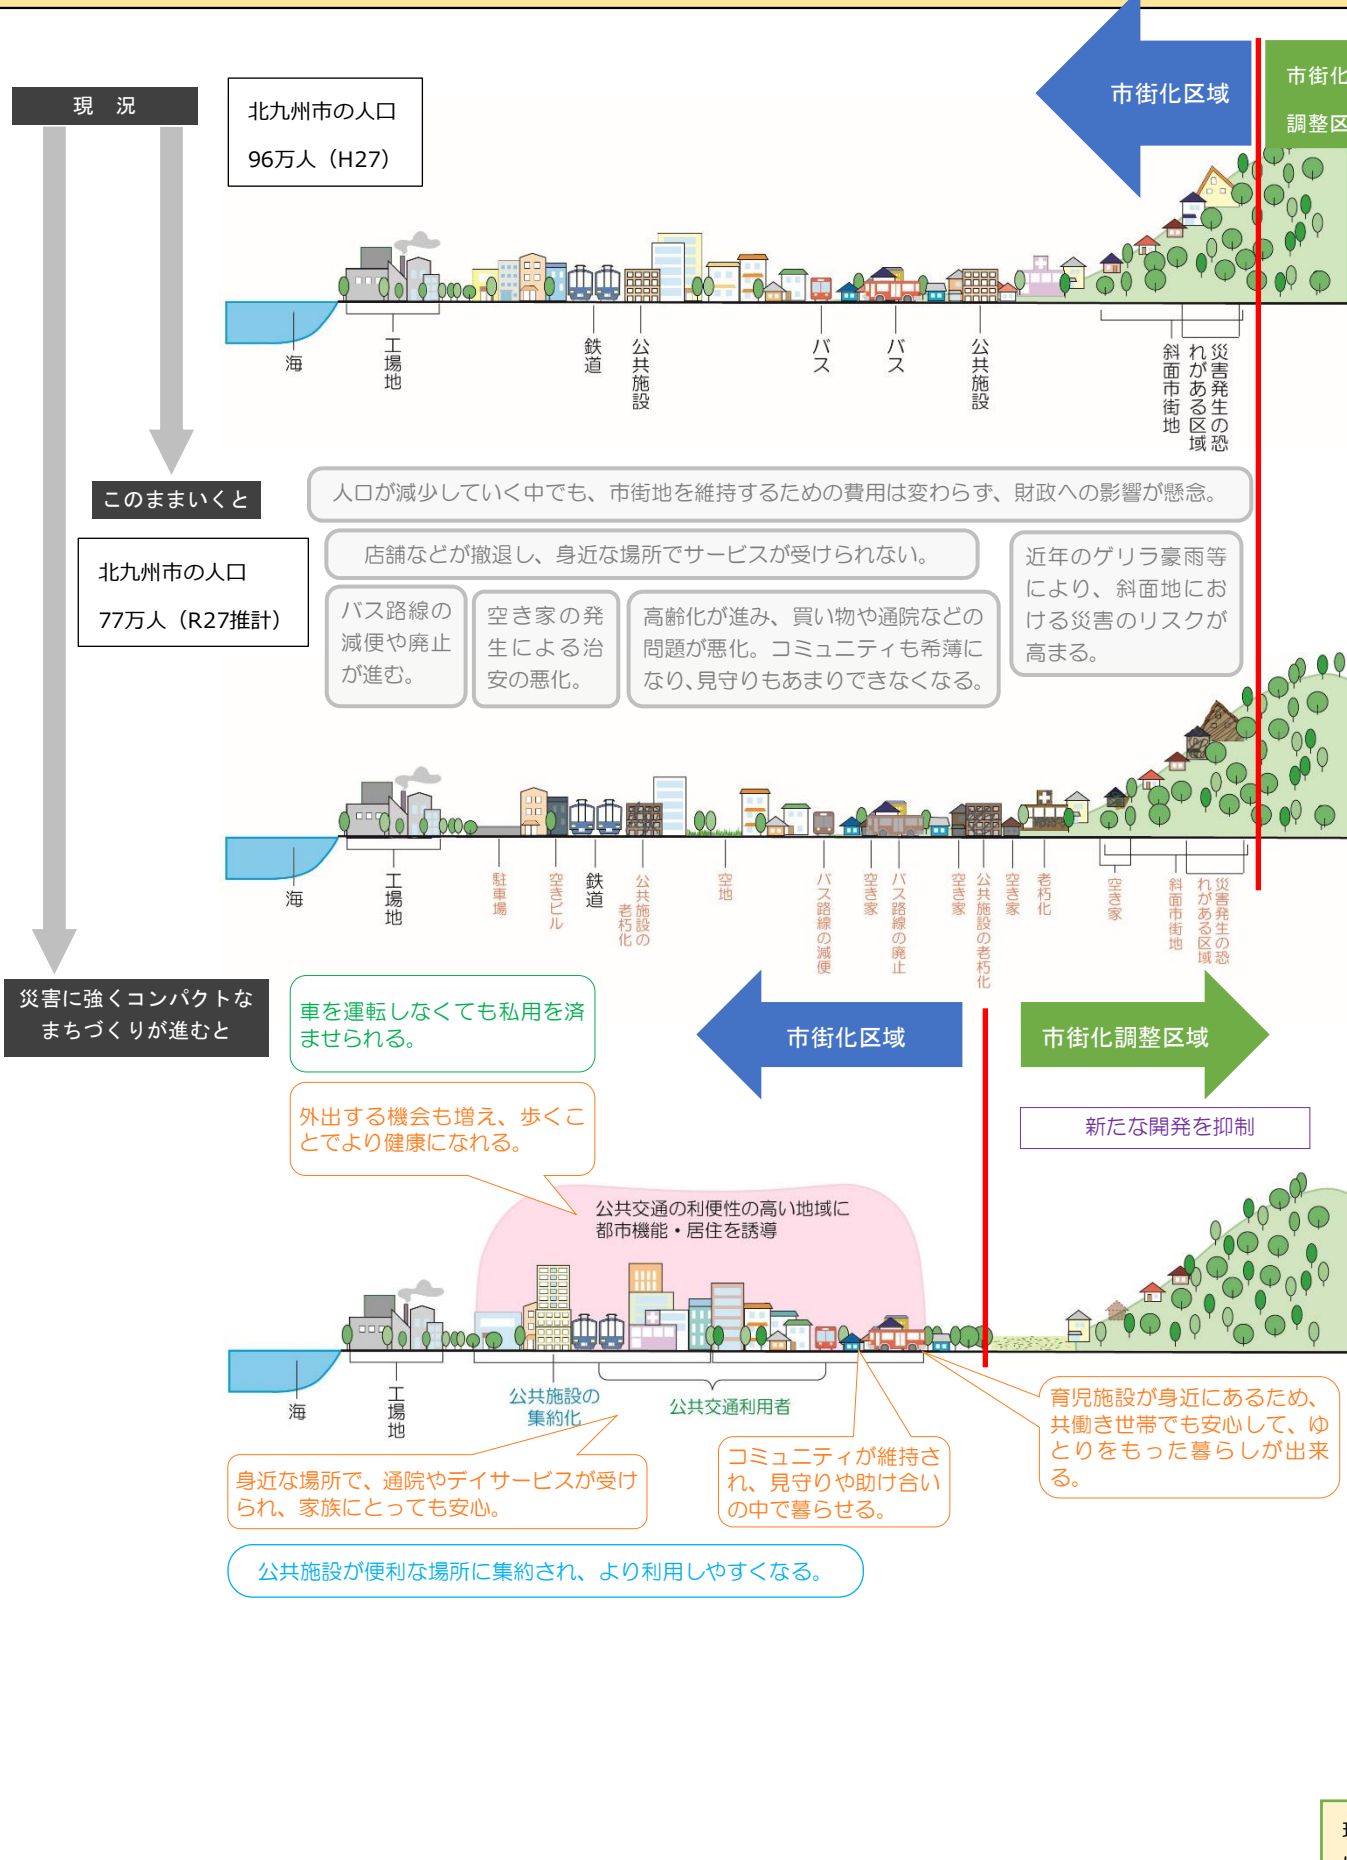 現　況
北九州市の人口
96万人（H27）
市街化区域
市街化
調整区
海
工場地
鉄道
公共施設
バス
バス
公共施設
斜面市街地
災害発生の恐
れがある区域
このままいくと
北九州市の人口
77万人（R27推計）
人口が減少していく中でも、市街地を維持するための費用は変わらず、財政への影響が懸念。
店舗などが撤退し、身近な場所でサービスが受けられない。
バス路線の
減便や廃止
が進む。
空き家の発
生による治
安の悪化。
高齢化が進み、買い物や通院などの
問題が悪化。コミュニティも希薄に
なり、見守りもあまりできなくなる。
近年のゲリラ豪雨等
により、斜面地にお
ける災害のリスクが
高まる。
海
工場地
駐車場
空きビル
鉄道
公共施設の
老朽化
空地
バス路線の減便
空き家
バス路線の廃止
空き家
公共施設の老朽化
空き家
老朽化
空き家
斜面市街地
災害発生の恐
れがある区域
災害に強くコンパクトな
まちづくりが進むと
車を運転しなくても私用を済
ませられる。
外出する機会も増え、歩くこ
とでより健康になれる。
市街化区域
市街化調整区域
新たな開発を抑制
公共交通の利便性の高い地域に
都市機能・居住を誘導
海
工場地
公共施設の
集約化
公共交通利用者
身近な場所で、通院やデイサービスが受け
られ、家族にとっても安心。
コミュニティが維持さ
れ、見守りや助け合い
の中で暮らせる。
育児施設が身近にあるため、
共働き世帯でも安心して、ゆ
とりをもった暮らしが出来
る。
公共施設が便利な場所に集約され、より利用しやすくなる。